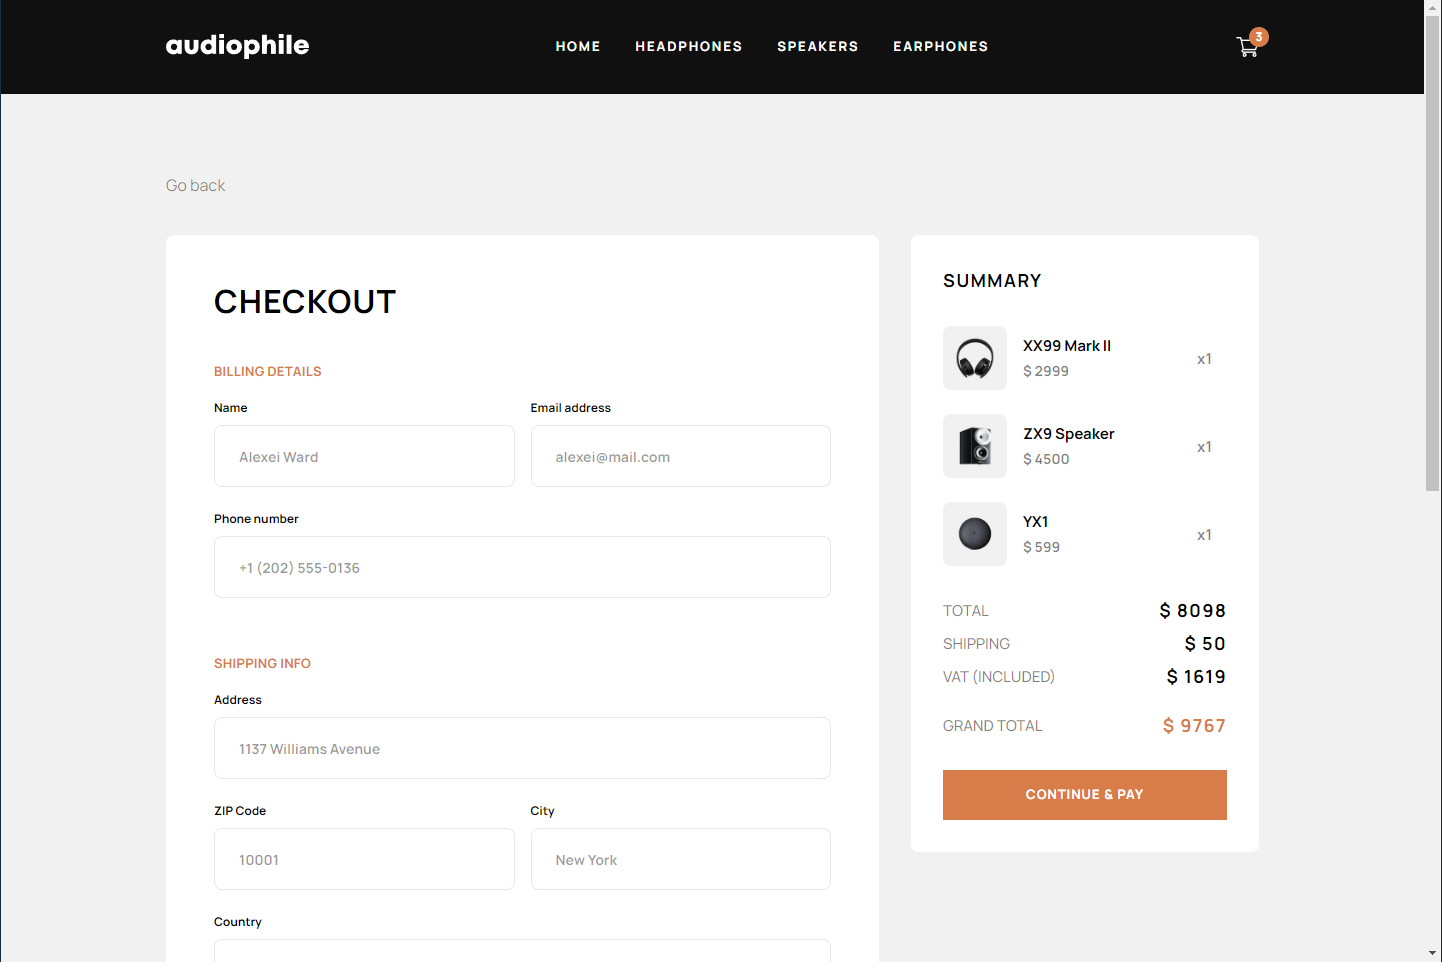 audiophile
HOME HEADPHONES SPEAKERS EARPHONES
3
Go back
CHECKOUT
BILLING DETAILS
Name Email address
Alexei Ward alexei@mail.com
Phone number
+1 (202) 555-0136
SHIPPING INFO
Address
1137 Williams Avenue
ZIP Code City
10001 New York
Country
SUMMARY
XX99 Mark II
$ 2999
x1
ZX9 Speaker
$ 4500
x1
YX1
$ 599
x1
TOTAL $ 8098
SHIPPING $ 50
VAT (INCLUDED) $ 1619
GRAND TOTAL $ 9767
CONTINUE & PAY